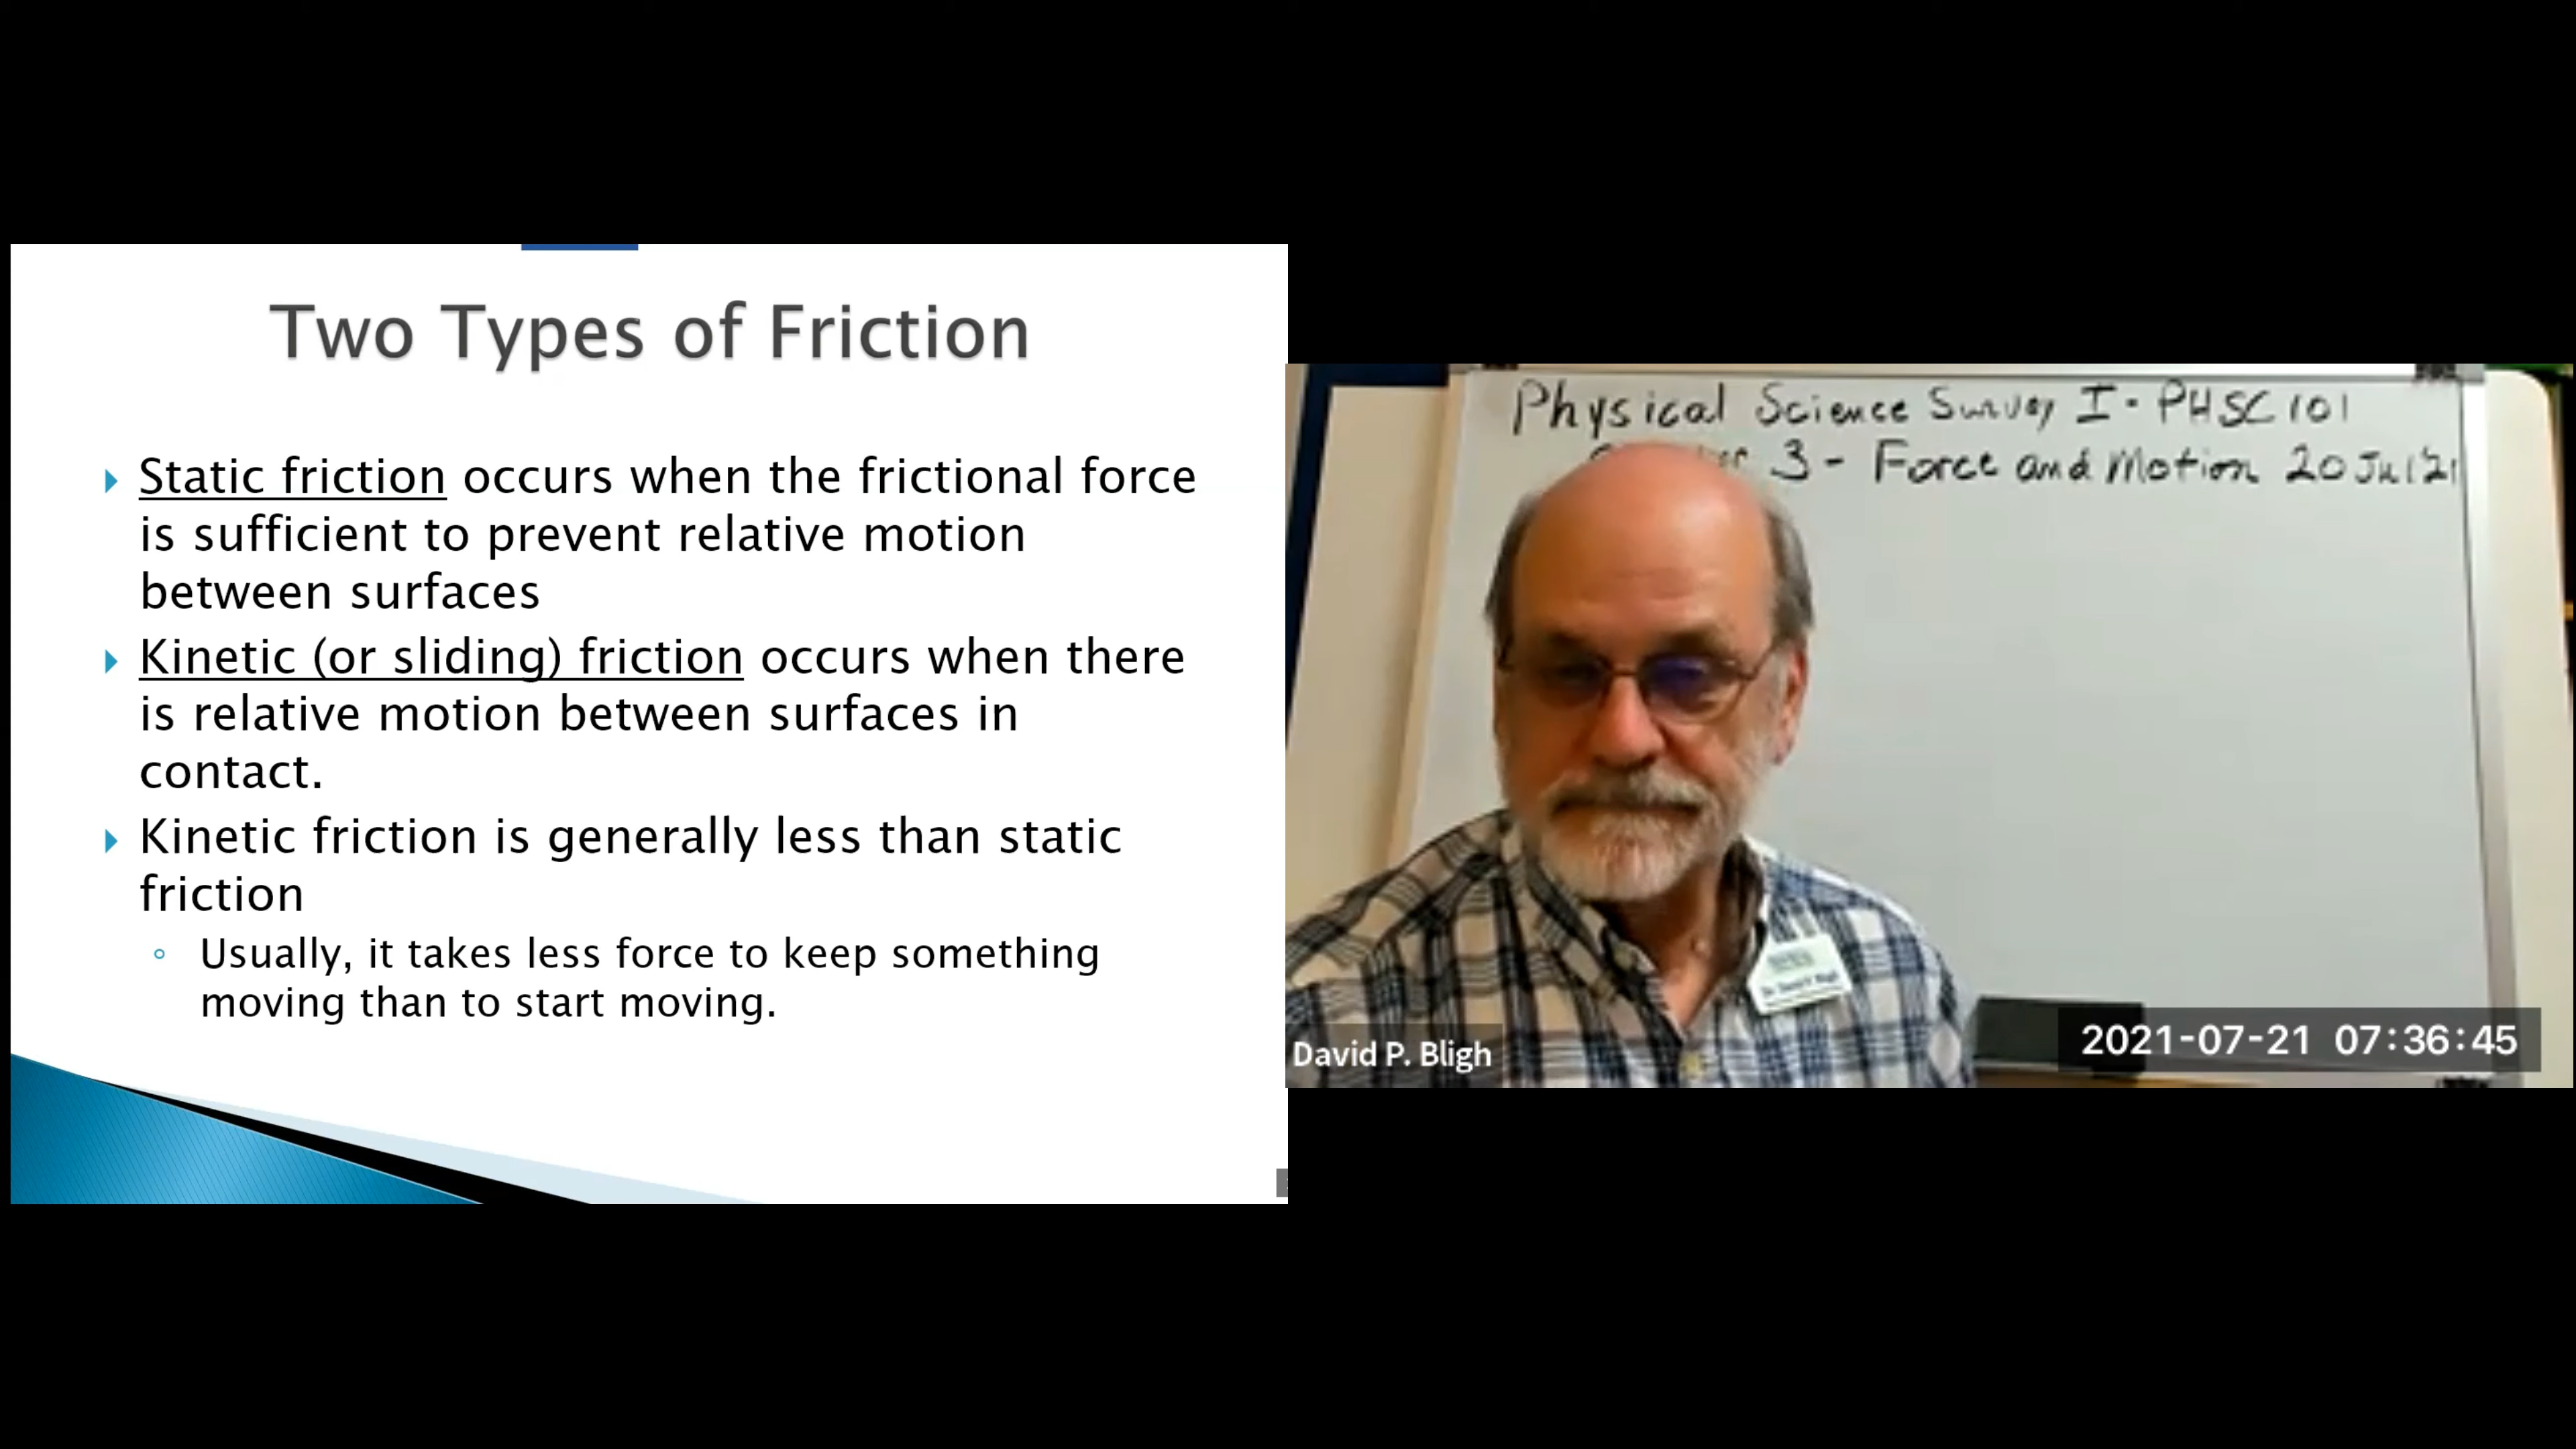 Two Types of Friction
Static friction occurs when the frictional force
is sufficient to prevent relative motion
between surfaces
Kinetic (or sliding) friction occurs when there
is relative motion between surfaces in
contact.
Kinetic friction is generally less than static
friction
Usually, it takes less force to keep something
moving than to start moving.
Physical Science Survey I - PHSC 101
3 - Force and Motion 20 Jul 21
David P. Bligh
2021-07-21 07:36:45